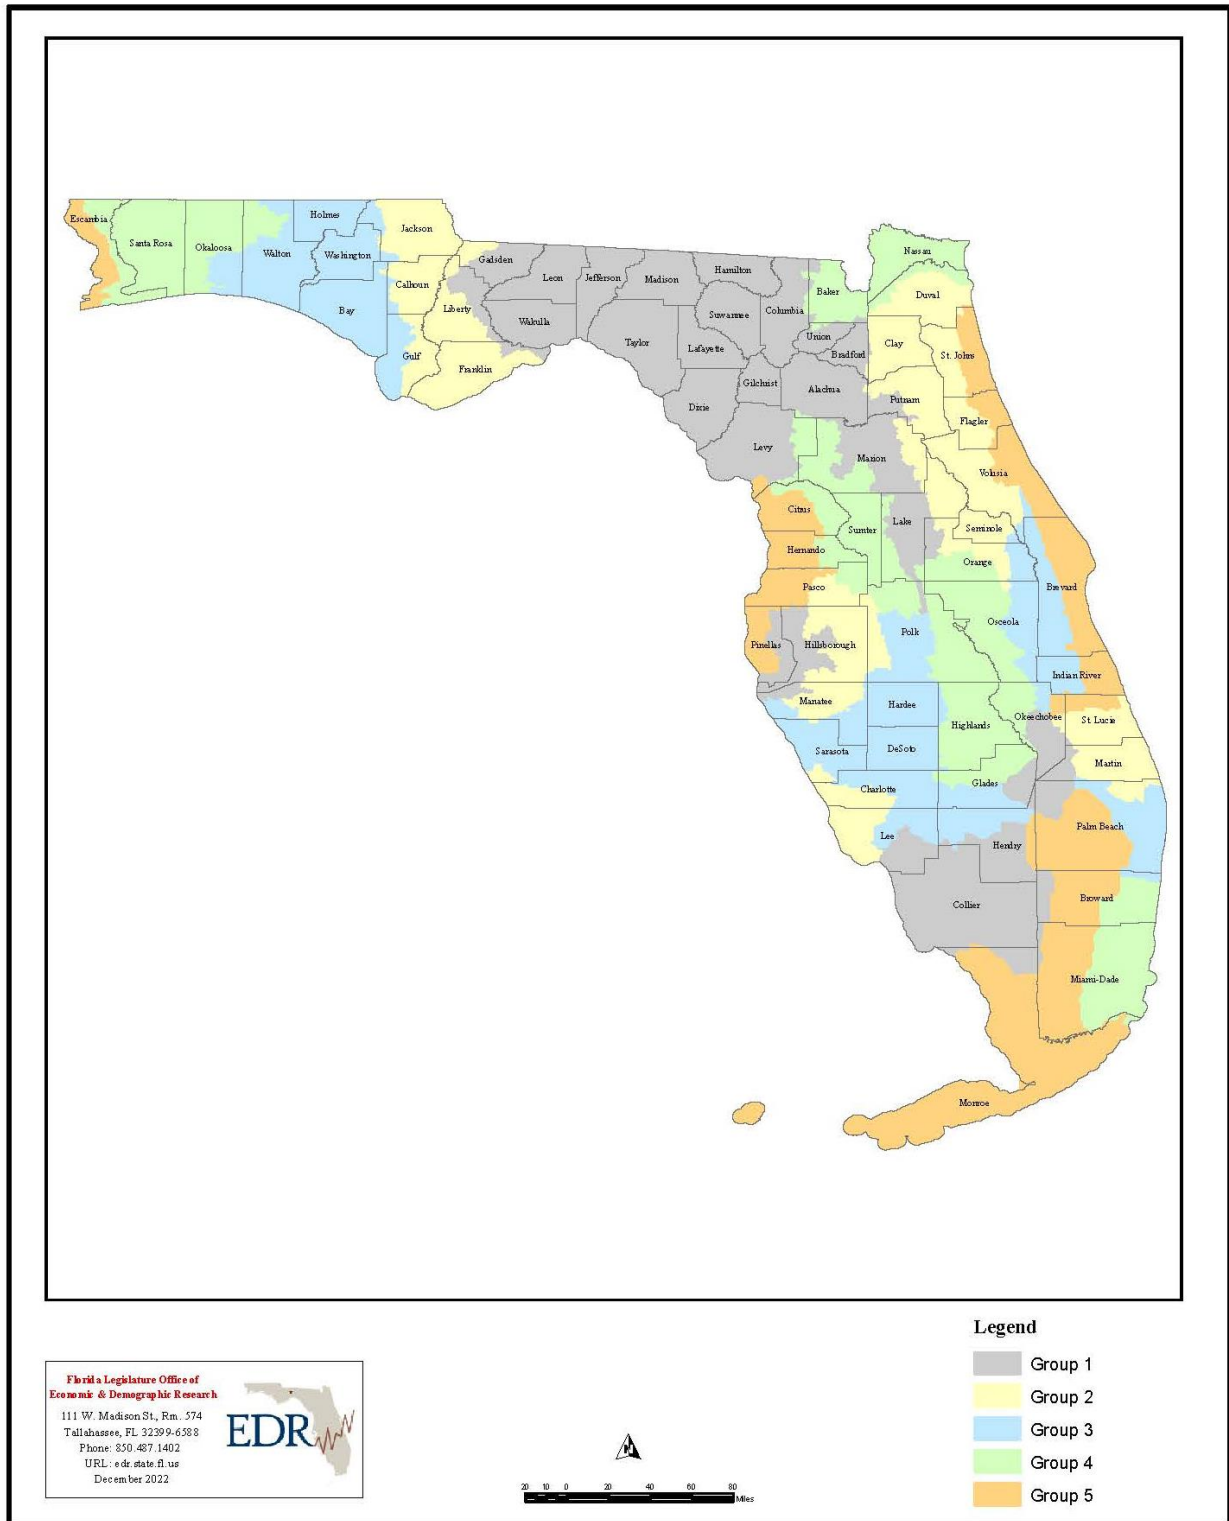 Escambia
Santa Rosa
Okaloosa
Walton
Holmes
Washington
Jackson
Bay
Calhoun
Gulf
Liberty
Franklin
Gadsden
Leon
Wakulla
Jefferson
Madison
Taylor
Hamilton
Suwannee
Lafayette
Columbia
Dixie
Gilchrist
Levy
Baker
Union
Bradford
Alachua
Nassau
Duval
Clay
St. Johns
Putnam
Flagler
Marion
Volusia
Citrus
Sumter
Lake
Seminole
Hernando
Orange
Pasco
Brevard
Osceola
Pinellas
Hillsborough
Polk
Indian River
Manatee
Hardee
Highlands
Okeechobee
St. Lucie
Sarasota
DeSoto
Martin
Charlotte
Glades
Lee
Hendry
Palm Beach
Collier
Broward
Miami-Dade
Monroe
Legend
Group 1
Group 2
Group 3
Group 4
Group 5
Florida Legislature Office of
Economic & Demographic Research
111 W. Madison St., Rm. 574
Tallahassee, FL 32399-6588
Phone: 850.487.1402
URL: edr.state.fl.us
December 2022
EDR
N
20 10 0 20 40 60 80
Miles